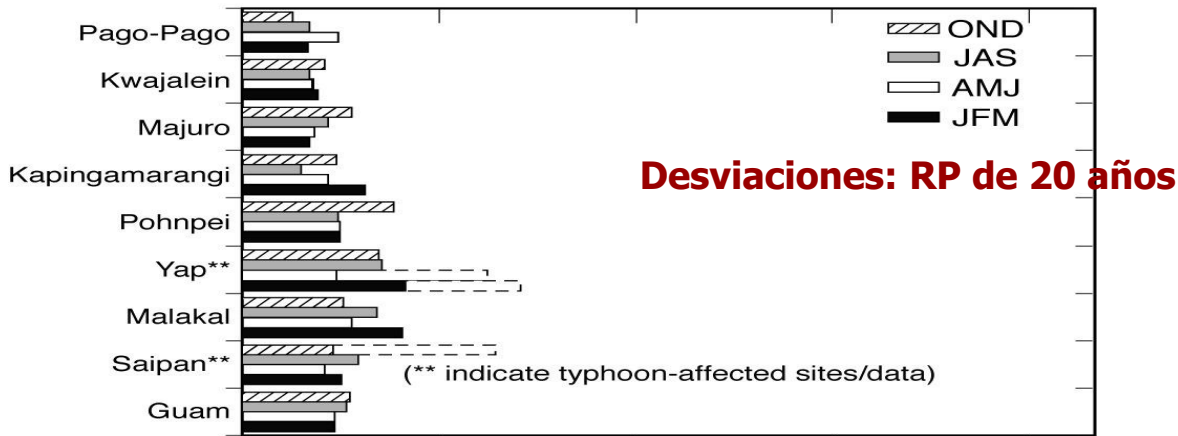 Pago-Pago
Kwajalein
Majuro
Kapingamarangi
Pohnpei
Yap**
Malakal
Saipan**
Guam
OND
JAS
AMJ
JFM
Desviaciones: RP de 20 años
(** indicate typhoon-affected sites/data)